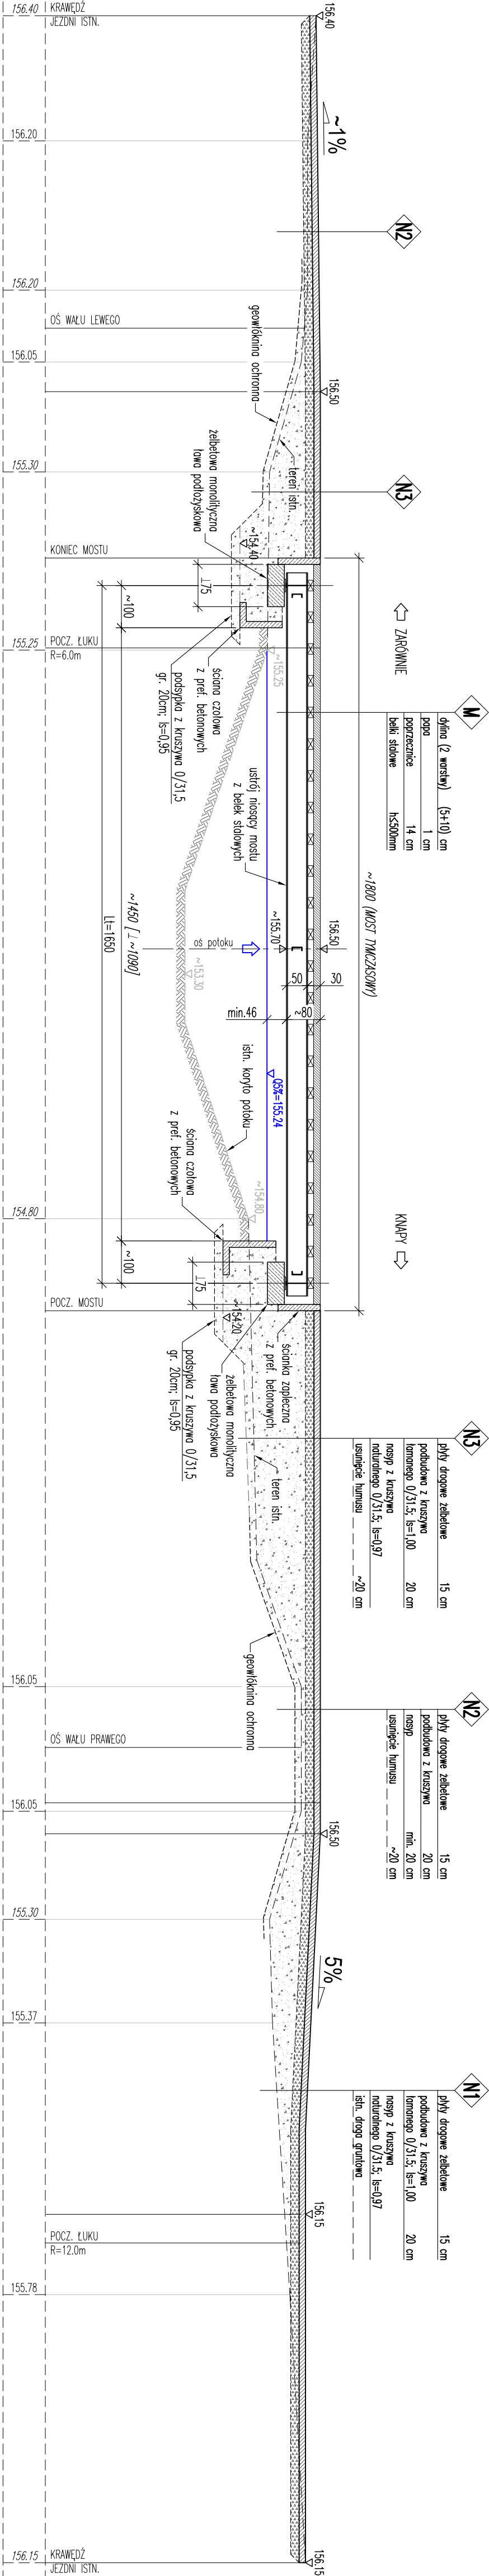 156.40
KRAWĘDŹ
JEZDNI ISTN.
156.40
~1%
156.20
N2
156.20
OŚ WAŁU LEWEGO
156.05
156.50
geowłóknina ochronna
teren istn.
155.30
N3
żelbetowa monolityczna
ława podłożyskowa
~154.40
KONIEC MOSTU
⊥75
~100
POCZ. ŁUKU
R=6.0m
155.25
~155.25
ZARÓWNIE
ściana czołowa
z pref. betonowych
podsypka z kruszywa 0/31,5
gr. 20cm; Is=0,95
M
dylina (2 warstwy) (5+10) cm
papa 1 cm
poprzecznice 14 cm
belki stalowe h≤500mm
ustrój niosący mostu
z belek stalowych
~1800 (MOST TYMCZASOWY)
~1450 [⊥ ~1090]
Lt=1650
oś potoku
~155.70
156.50
~153.30
50
30
min.46
~80
Q5%=155.24
istn. koryto potoku
ściana czołowa
z pref. betonowych
~154.80
154.80
KNAPY
~100
⊥75
POCZ. MOSTU
~154.20
ścianka zapleczna
z pref. betonowych
żelbetowa monolityczna
ława podłożyskowa
podsypka z kruszywa 0/31,5
gr. 20cm; Is=0,95
N3
płyty drogowe żelbetowe 15 cm
podbudowa z kruszywa
łamanego 0/31.5; Is=1,00 20 cm
nasyp z kruszywa
naturalnego 0/31.5; Is=0,97
usunięcie humusu ~20 cm
teren istn.
geowłóknina ochronna
156.05
N2
płyty drogowe żelbetowe 15 cm
podbudowa z kruszywa 20 cm
nasyp min. 20 cm
usunięcie humusu ~20 cm
OŚ WAŁU PRAWEGO
156.05
156.50
155.30
5%
155.37
N1
płyty drogowe żelbetowe 15 cm
podbudowa z kruszywa
łamanego 0/31.5; Is=1,00 20 cm
nasyp z kruszywa
naturalnego 0/31.5; Is=0,97
istn. droga gruntowa
156.15
POCZ. ŁUKU
R=12.0m
155.78
156.15
KRAWĘDŹ
JEZDNI ISTN.
156.15